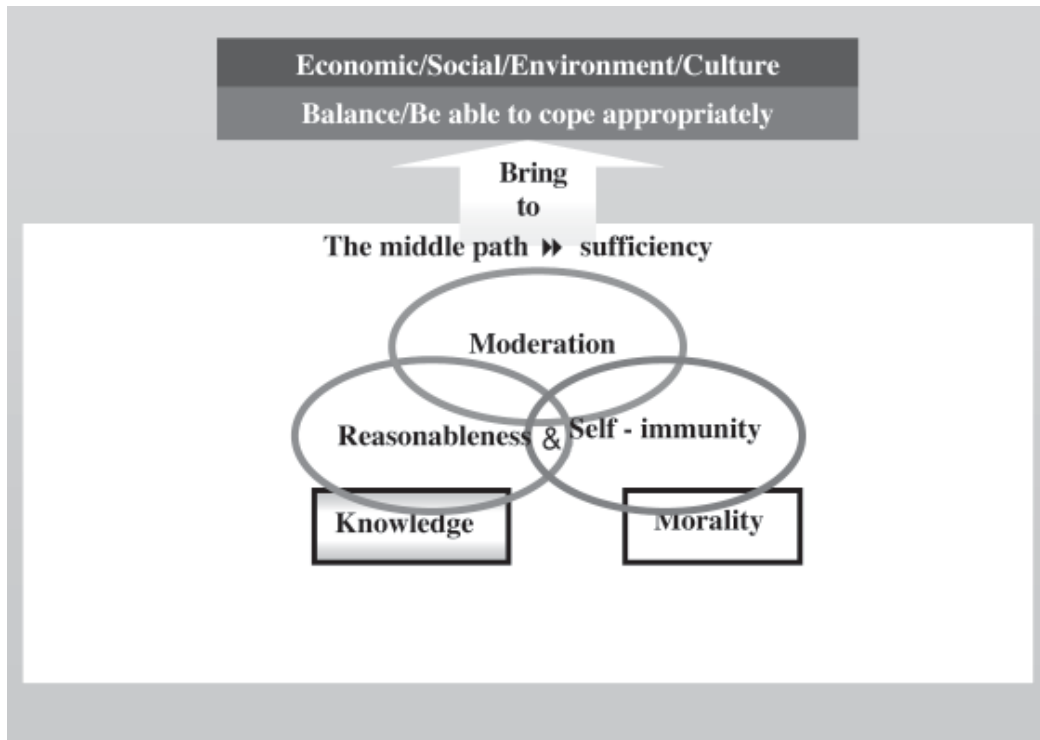 Economic/Social/Environment/Culture
Balance/Be able to cope appropriately
Bring
to
The middle path sufficiency
Moderation
Reasonableness & Self - immunity
Knowledge Morality